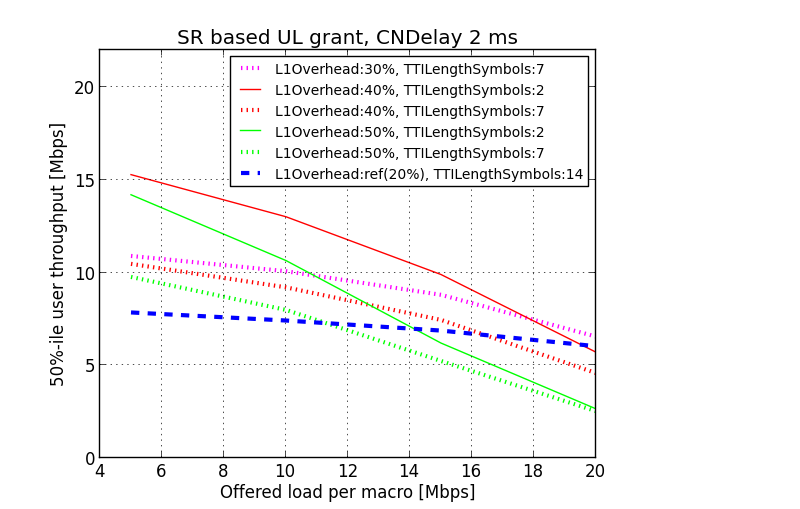 SR based UL grant, CNDelay 2 ms
L1Overhead:30%, TTILengthSymbols:7
L1Overhead:40%, TTILengthSymbols:2
L1Overhead:40%, TTILengthSymbols:7
L1Overhead:50%, TTILengthSymbols:2
L1Overhead:50%, TTILengthSymbols:7
L1Overhead:ref(20%), TTILengthSymbols:14
50%-ile user throughput [Mbps]
20
15
10
5
0
4 6 8 10 12 14 16 18 20
Offered load per macro [Mbps]